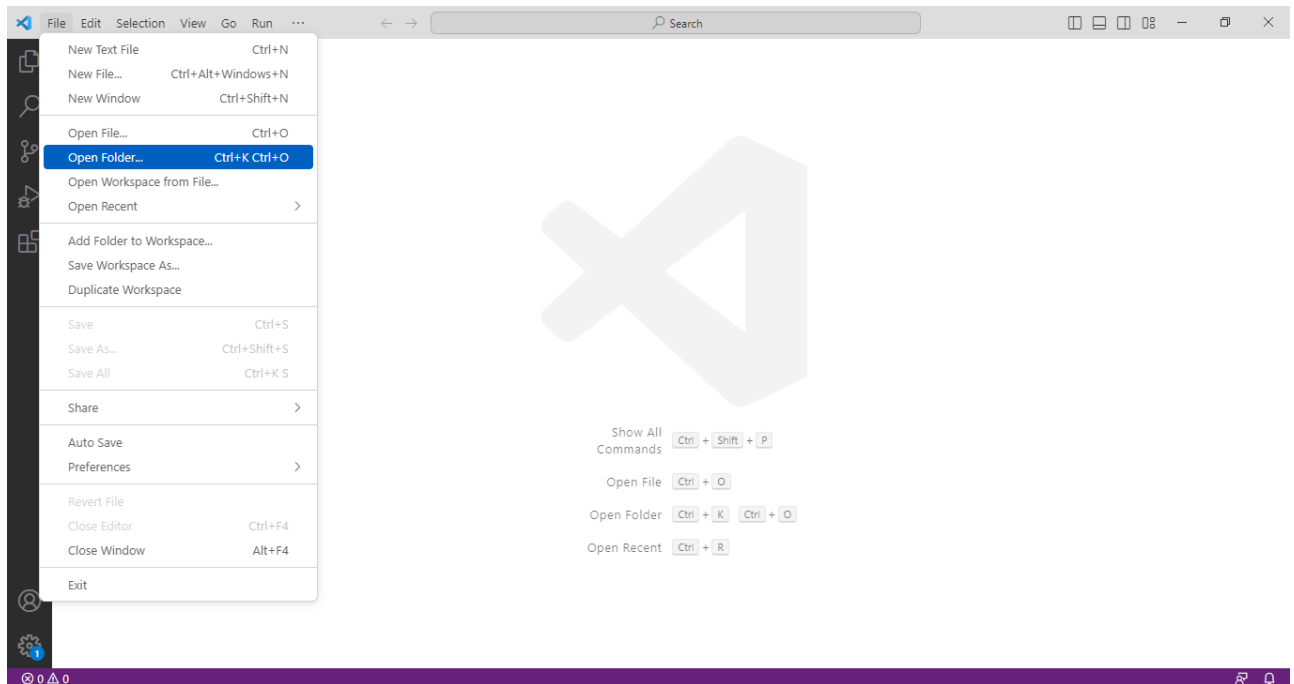 File Edit Selection View Go Run ··· Search
New Text File Ctrl+N
New File... Ctrl+Alt+Windows+N
New Window Ctrl+Shift+N
Open File... Ctrl+O
Open Folder... Ctrl+K Ctrl+O
Open Workspace from File...
Open Recent
Add Folder to Workspace...
Save Workspace As...
Duplicate Workspace
Save Ctrl+S
Save As... Ctrl+Shift+S
Save All Ctrl+K S
Share
Auto Save
Preferences
Revert File
Close Editor Ctrl+F4
Close Window Alt+F4
Exit
Show All
Commands Ctrl + Shift + P
Open File Ctrl + O
Open Folder Ctrl + K Ctrl + O
Open Recent Ctrl + R
1
0 0